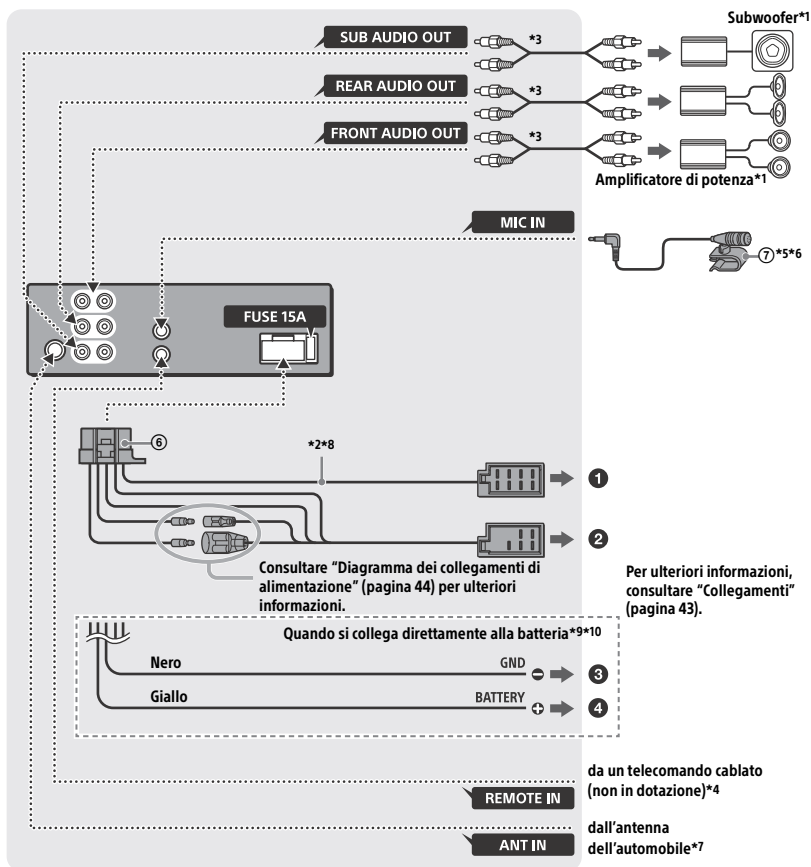 Subwoofer*1
SUB AUDIO OUT
*3
REAR AUDIO OUT
*3
FRONT AUDIO OUT
*3
Amplificatore di potenza*1
MIC IN
⑦*5*6
FUSE 15A
⑥
*2*8
❶
❷
Consultare “Diagramma dei collegamenti di
alimentazione” (pagina 44) per ulteriori
informazioni.
Per ulteriori informazioni,
consultare “Collegamenti”
(pagina 43).
Quando si collega direttamente alla batteria*9*10
Nero
GND
❸
Giallo
BATTERY
❹
da un telecomando cablato
(non in dotazione)*4
REMOTE IN
dall'antenna
dell'automobile*7
ANT IN